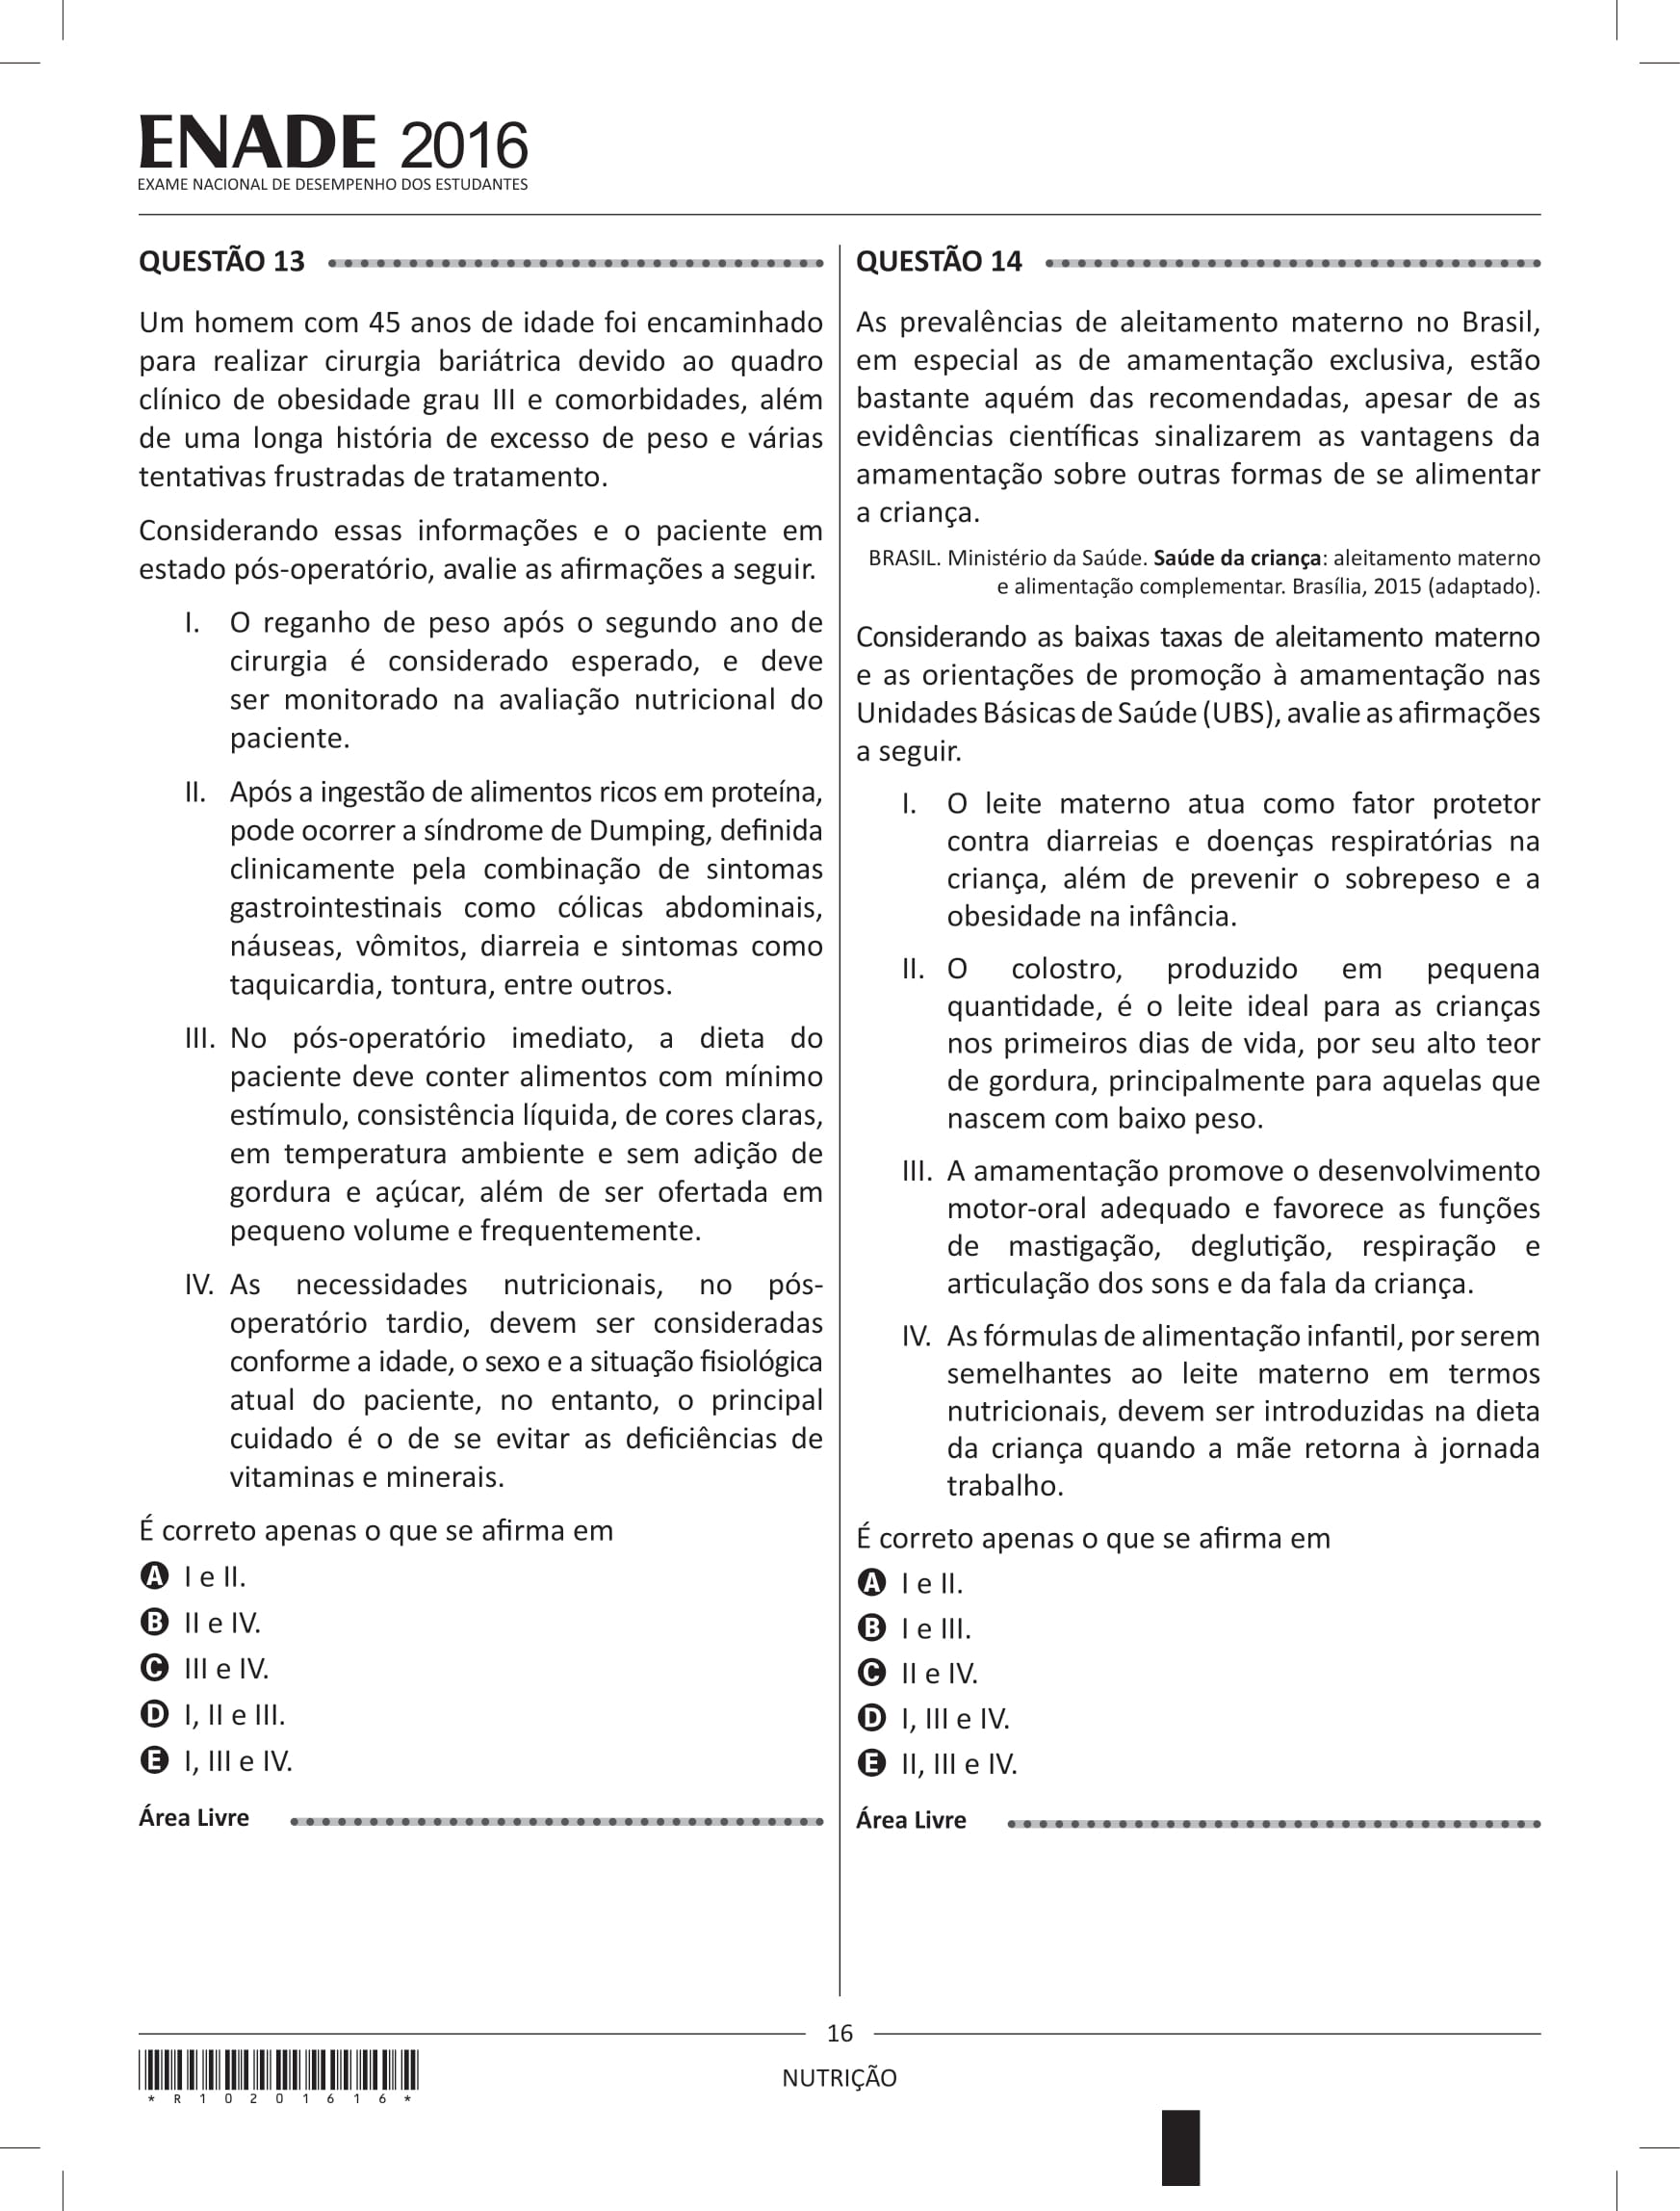 ENADE 2016
EXAME NACIONAL DE DESEMPENHO DOS ESTUDANTES
QUESTÃO 13
Um homem com 45 anos de idade foi encaminhado
para realizar cirurgia bariátrica devido ao quadro
clínico de obesidade grau III e comorbidades, além
de uma longa história de excesso de peso e várias
tentativas frustradas de tratamento.
Considerando essas informações e o paciente em
estado pós-operatório, avalie as afirmações a seguir.
I. O reganho de peso após o segundo ano de
cirurgia é considerado esperado, e deve
ser monitorado na avaliação nutricional do
paciente.
II. Após a ingestão de alimentos ricos em proteína,
pode ocorrer a síndrome de Dumping, definida
clinicamente pela combinação de sintomas
gastrointestinais como cólicas abdominais,
náuseas, vômitos, diarreia e sintomas como
taquicardia, tontura, entre outros.
III. No pós-operatório imediato, a dieta do
paciente deve conter alimentos com mínimo
estímulo, consistência líquida, de cores claras,
em temperatura ambiente e sem adição de
gordura e açúcar, além de ser ofertada em
pequeno volume e frequentemente.
IV. As necessidades nutricionais, no pós-
operatório tardio, devem ser consideradas
conforme a idade, o sexo e a situação fisiológica
atual do paciente, no entanto, o principal
cuidado é o de se evitar as deficiências de
vitaminas e minerais.
É correto apenas o que se afirma em
A I e II.
B II e IV.
C III e IV.
D I, II e III.
E I, III e IV.
Área Livre
QUESTÃO 14
As prevalências de aleitamento materno no Brasil,
em especial as de amamentação exclusiva, estão
bastante aquém das recomendadas, apesar de as
evidências científicas sinalizarem as vantagens da
amamentação sobre outras formas de se alimentar
a criança.
BRASIL. Ministério da Saúde. Saúde da criança: aleitamento materno
e alimentação complementar. Brasília, 2015 (adaptado).
Considerando as baixas taxas de aleitamento materno
e as orientações de promoção à amamentação nas
Unidades Básicas de Saúde (UBS), avalie as afirmações
a seguir.
I. O leite materno atua como fator protetor
contra diarreias e doenças respiratórias na
criança, além de prevenir o sobrepeso e a
obesidade na infância.
II. O colostro, produzido em pequena
quantidade, é o leite ideal para as crianças
nos primeiros dias de vida, por seu alto teor
de gordura, principalmente para aquelas que
nascem com baixo peso.
III. A amamentação promove o desenvolvimento
motor-oral adequado e favorece as funções
de mastigação, deglutição, respiração e
articulação dos sons e da fala da criança.
IV. As fórmulas de alimentação infantil, por serem
semelhantes ao leite materno em termos
nutricionais, devem ser introduzidas na dieta
da criança quando a mãe retorna à jornada
trabalho.
É correto apenas o que se afirma em
A I e II.
B I e III.
C II e IV.
D I, III e IV.
E II, III e IV.
Área Livre
16
NUTRIÇÃO
* R 1 0 2 0 1 6 1 6 *